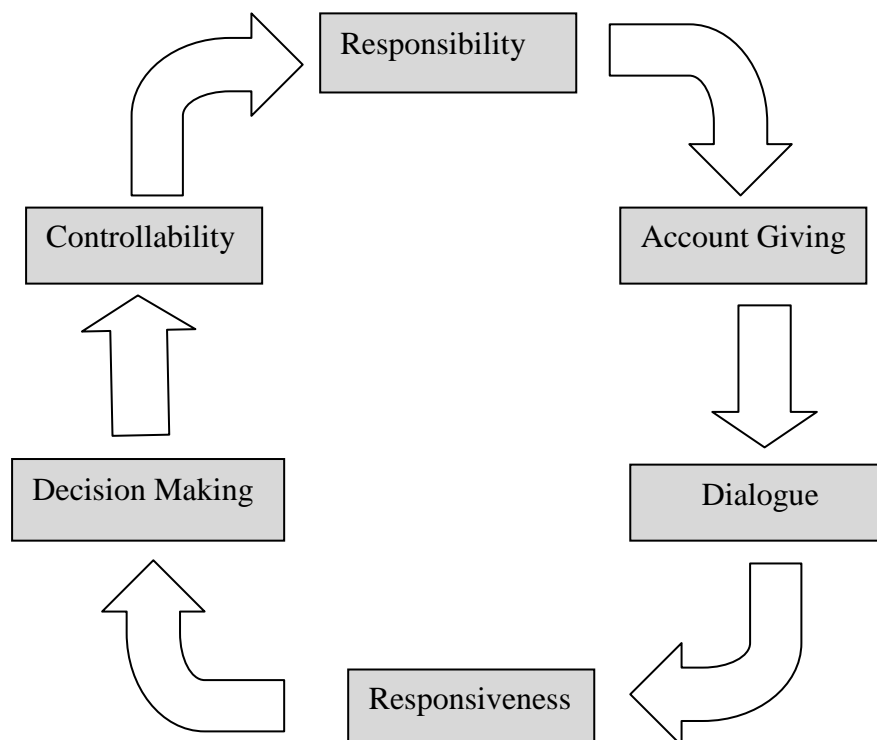 Responsibility
Controllability
Account Giving
Decision Making
Dialogue
Responsiveness